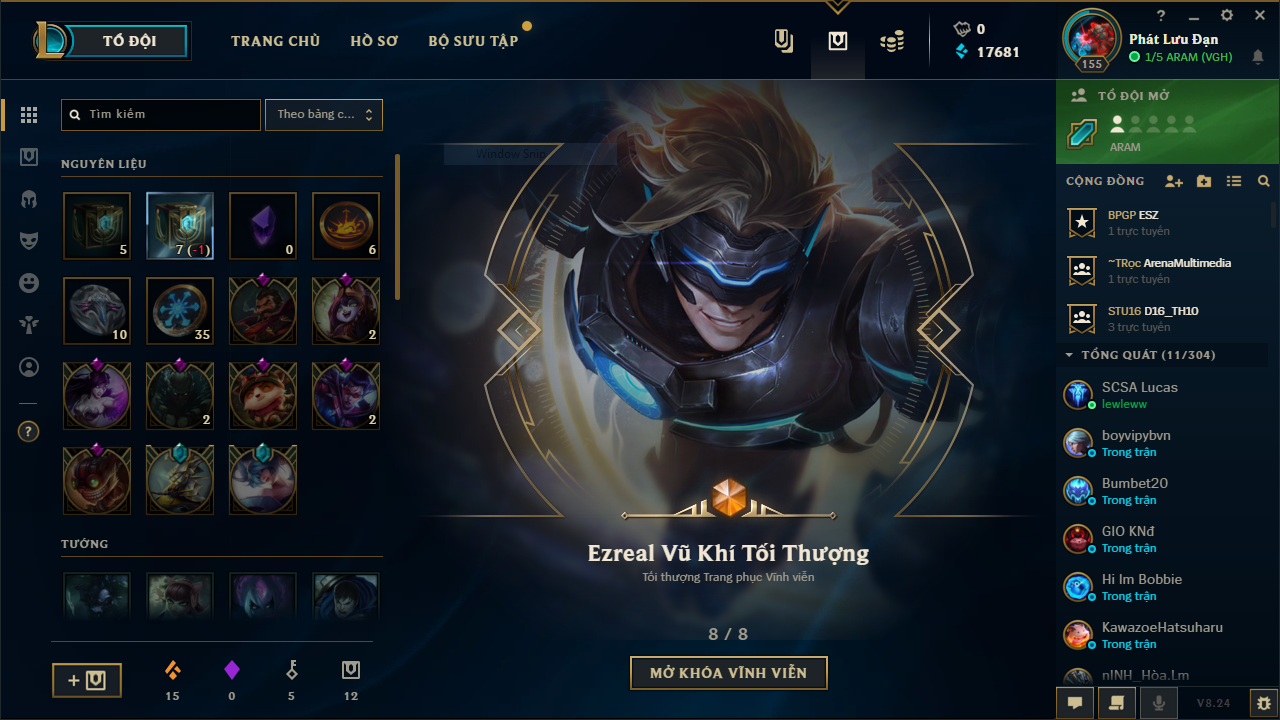 TỔ ĐỘI
TRANG CHỦ
HỒ SƠ
BỘ SƯU TẬP
0
17681
?
Phát Lưu Đạn
1/5 ARAM (VGH)
155
Tìm kiếm
Theo bảng c...
NGUYÊN LIỆU
5
7 (-1)
0
6
10
35
2
2
2
TƯỚNG
?
15
0
5
12
Window Snip
Ezreal Vũ Khí Tối Thượng
Tối thượng Trang phục Vĩnh viễn
8 / 8
MỞ KHÓA VĨNH VIỄN
TỔ ĐỘI MỞ
ARAM
CỘNG ĐỒNG
BPGP ESZ
1 trực tuyến
~TRọc ArenaMultimedia
1 trực tuyến
STU16 D16_TH10
3 trực tuyến
TỔNG QUÁT (11/304)
SCSA Lucas
lewleww
boyvipybvn
Trong trận
Bumbet20
Trong trận
GIO KNđ
Trong trận
Hi Im Bobbie
Trong trận
KawazoeHatsuharu
Trong trận
nINH_Hòa.Lm
V8.24